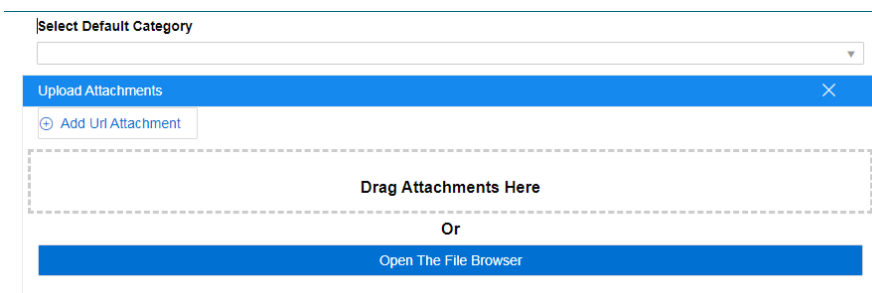 Select Default Category
Upload Attachments
Add Url Attachment
Drag Attachments Here
Or
Open The File Browser